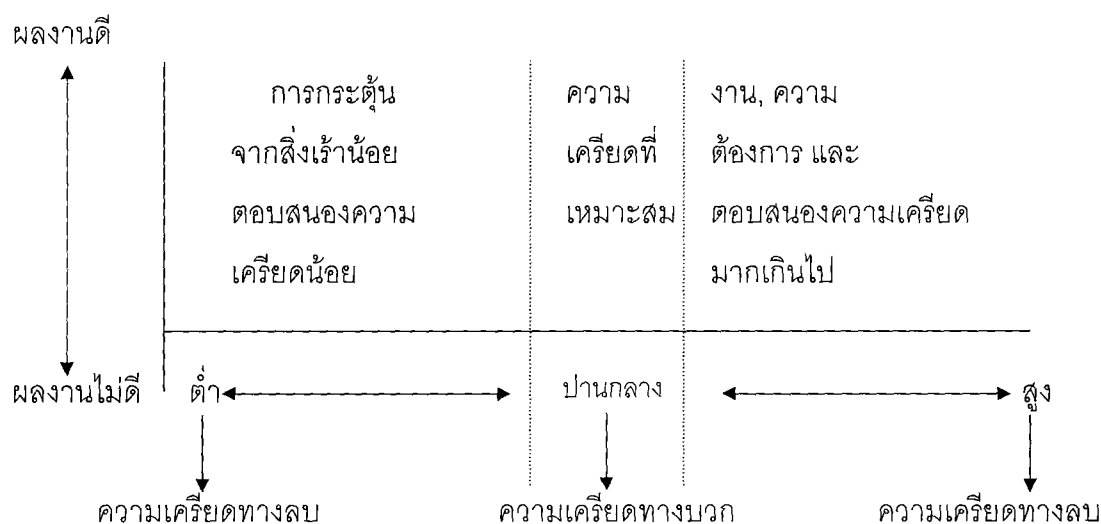 ผลงานดี
การกระตุ้น
จากสิ่งเร้าน้อย
ตอบสนองความ
เครียดน้อย
ความ
เครียดที่
เหมาะสม
งาน, ความ
ต้องการ และ
ตอบสนองความเครียด
มากเกินไป
ผลงานไม่ดี
ต่ำ
ปานกลาง
สูง
ความเครียดทางลบ
ความเครียดทางบวก
ความเครียดทางลบ